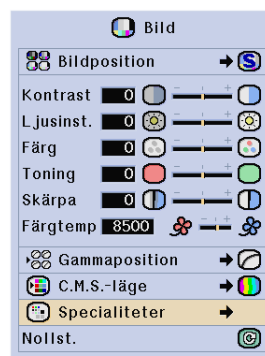 Bild
Bildposition S
Kontrast 0
Ljusinst. 0
Färg 0
Toning 0
Skärpa 0
Färgtemp 8500
Gammaposition
C.M.S.-läge
Specialiteter
Nollst.